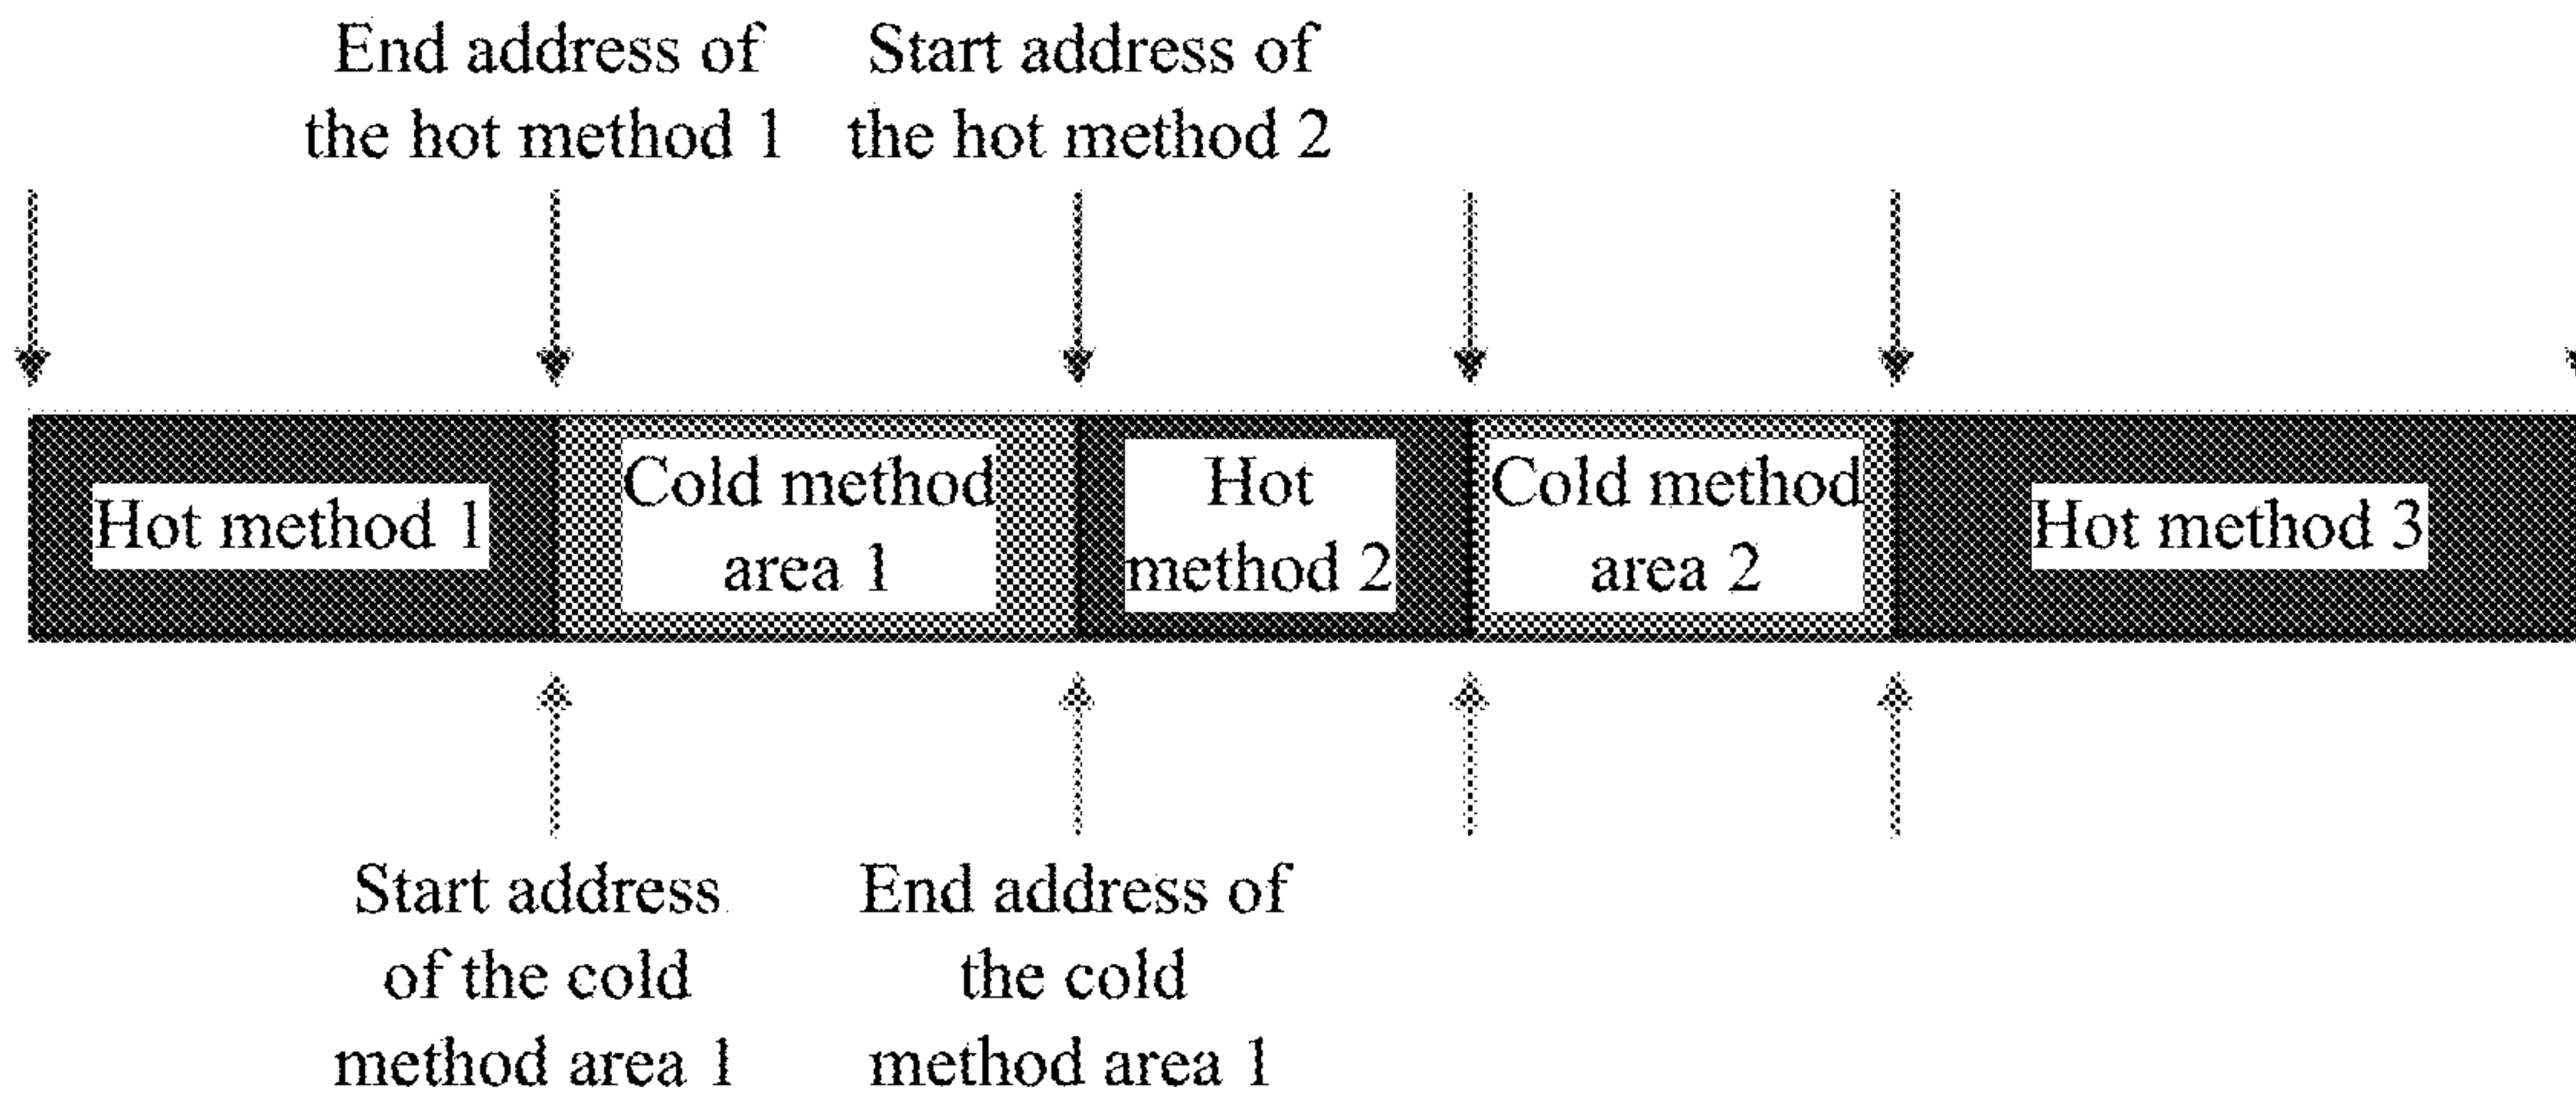 End address of
the hot method 1
Start address of
the hot method 2
Hot method 1
Cold method
area 1
Hot
method 2
Cold method
area 2
Hot method 3
Start address
of the cold
method area 1
End address of
the cold
method area 1